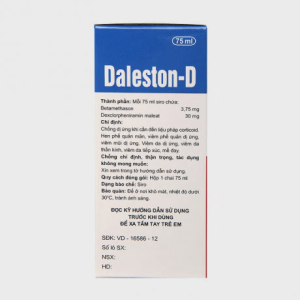 75 ml
Daleston-D
Thành phần: Mỗi 75 ml siro chứa:
Betamethason 3,75 mg
Dexclorpheniramin maleat 30 mg
Chỉ định:
Chống dị ứng khi cần đến liệu pháp corticoid.
Hen phế quản mãn, viêm phế quản dị ứng,
viêm mũi dị ứng. Viêm da dị ứng, viêm da
thần kinh, viêm da tiếp xúc, mề đay.
Chống chỉ định, thận trọng, tác dụng
không mong muốn:
Xin xem trong tờ hướng dẫn sử dụng.
Quy cách đóng gói: Hộp 1 chai 75 ml
Dạng bào chế: Siro
Bảo quản: Để ở nơi khô mát, nhiệt độ dưới
30°C, tránh ánh sáng.
ĐỌC KỸ HƯỚNG DẪN SỬ DỤNG
TRƯỚC KHI DÙNG
ĐỂ XA TẦM TAY TRẺ EM
SĐK: VD - 16586 - 12
Số lô SX:
NSX:
HD: